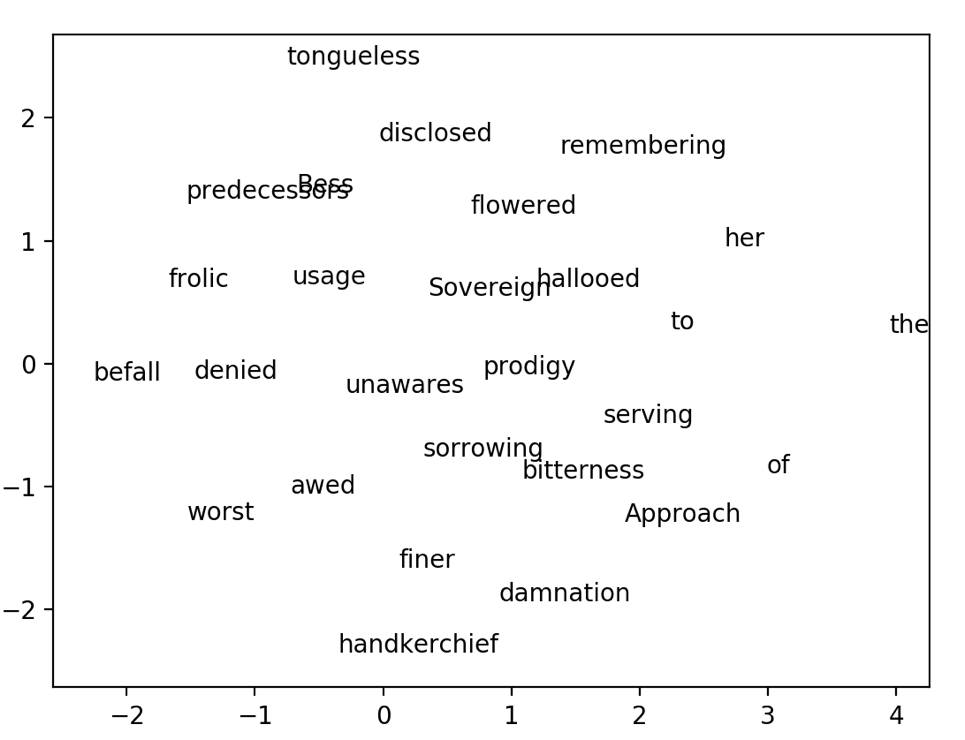 tongueless
2
disclosed
remembering
Bess
predecessors
flowered
her
1
frolic
usage
hallooed
Sovereign
to
the
0
befall
denied
prodigy
unawares
serving
sorrowing
bitterness
of
−1
awed
worst
Approach
finer
damnation
−2
handkerchief
−2 −1 0 1 2 3 4